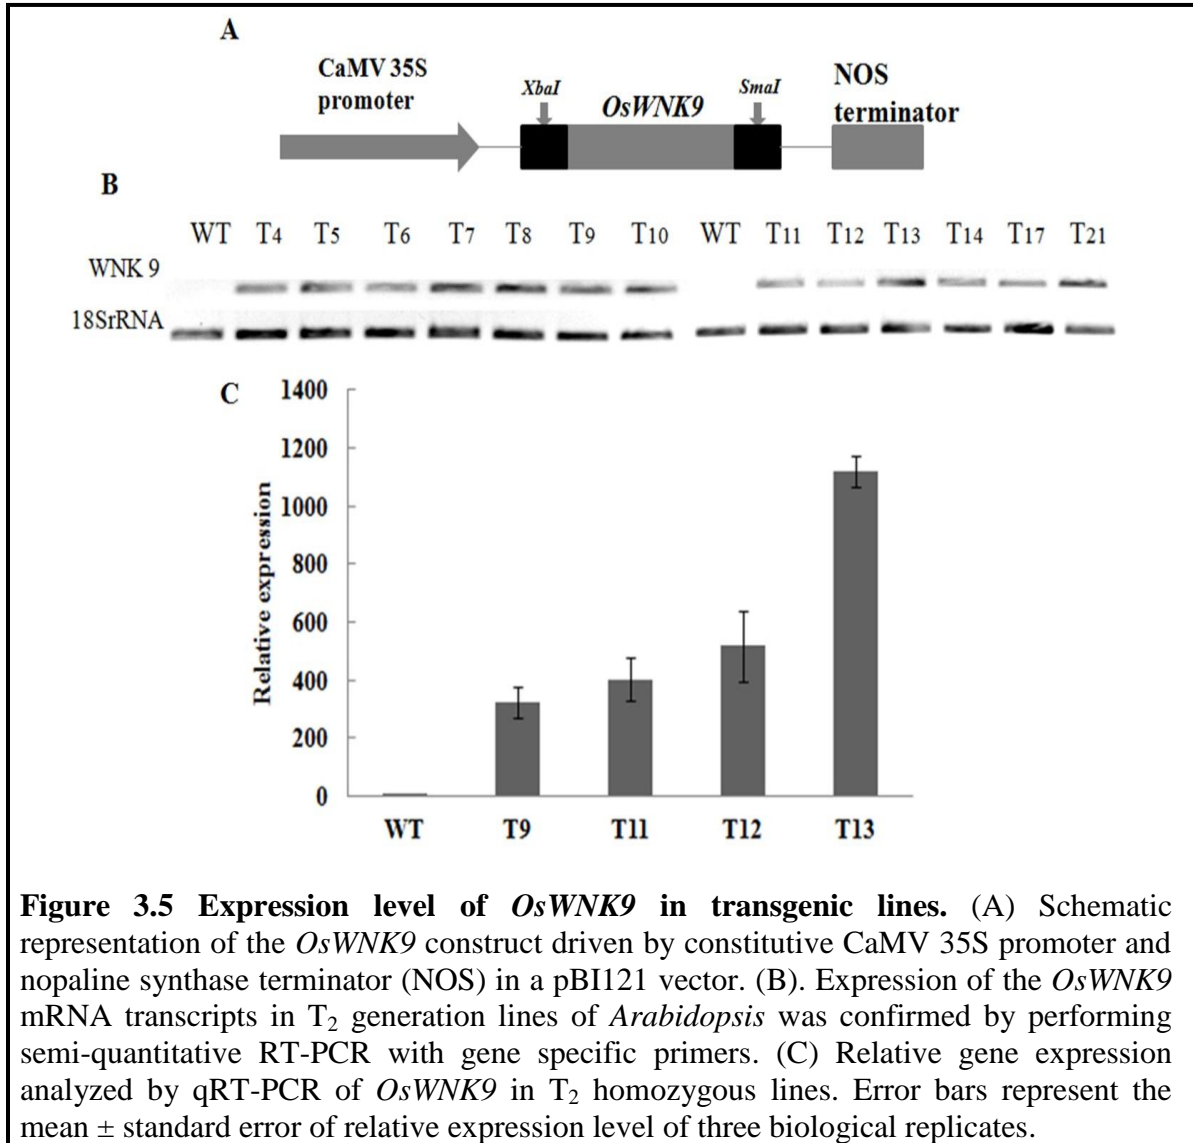 A
CaMV 35S
promoter
XbaI
OsWNK9
SmaI
NOS
terminator
B
WT T4 T5 T6 T7 T8 T9 T10 WT T11 T12 T13 T14 T17 T21
WNK 9
18SrRNA
C
Relative expression
1400
1200
1000
800
600
400
200
0
WT T9 T11 T12 T13
Figure 3.5 Expression level of OsWNK9 in transgenic lines. (A) Schematic
representation of the OsWNK9 construct driven by constitutive CaMV 35S promoter and
nopaline synthase terminator (NOS) in a pBI121 vector. (B). Expression of the OsWNK9
mRNA transcripts in T2 generation lines of Arabidopsis was confirmed by performing
semi-quantitative RT-PCR with gene specific primers. (C) Relative gene expression
analyzed by qRT-PCR of OsWNK9 in T2 homozygous lines. Error bars represent the
mean ± standard error of relative expression level of three biological replicates.